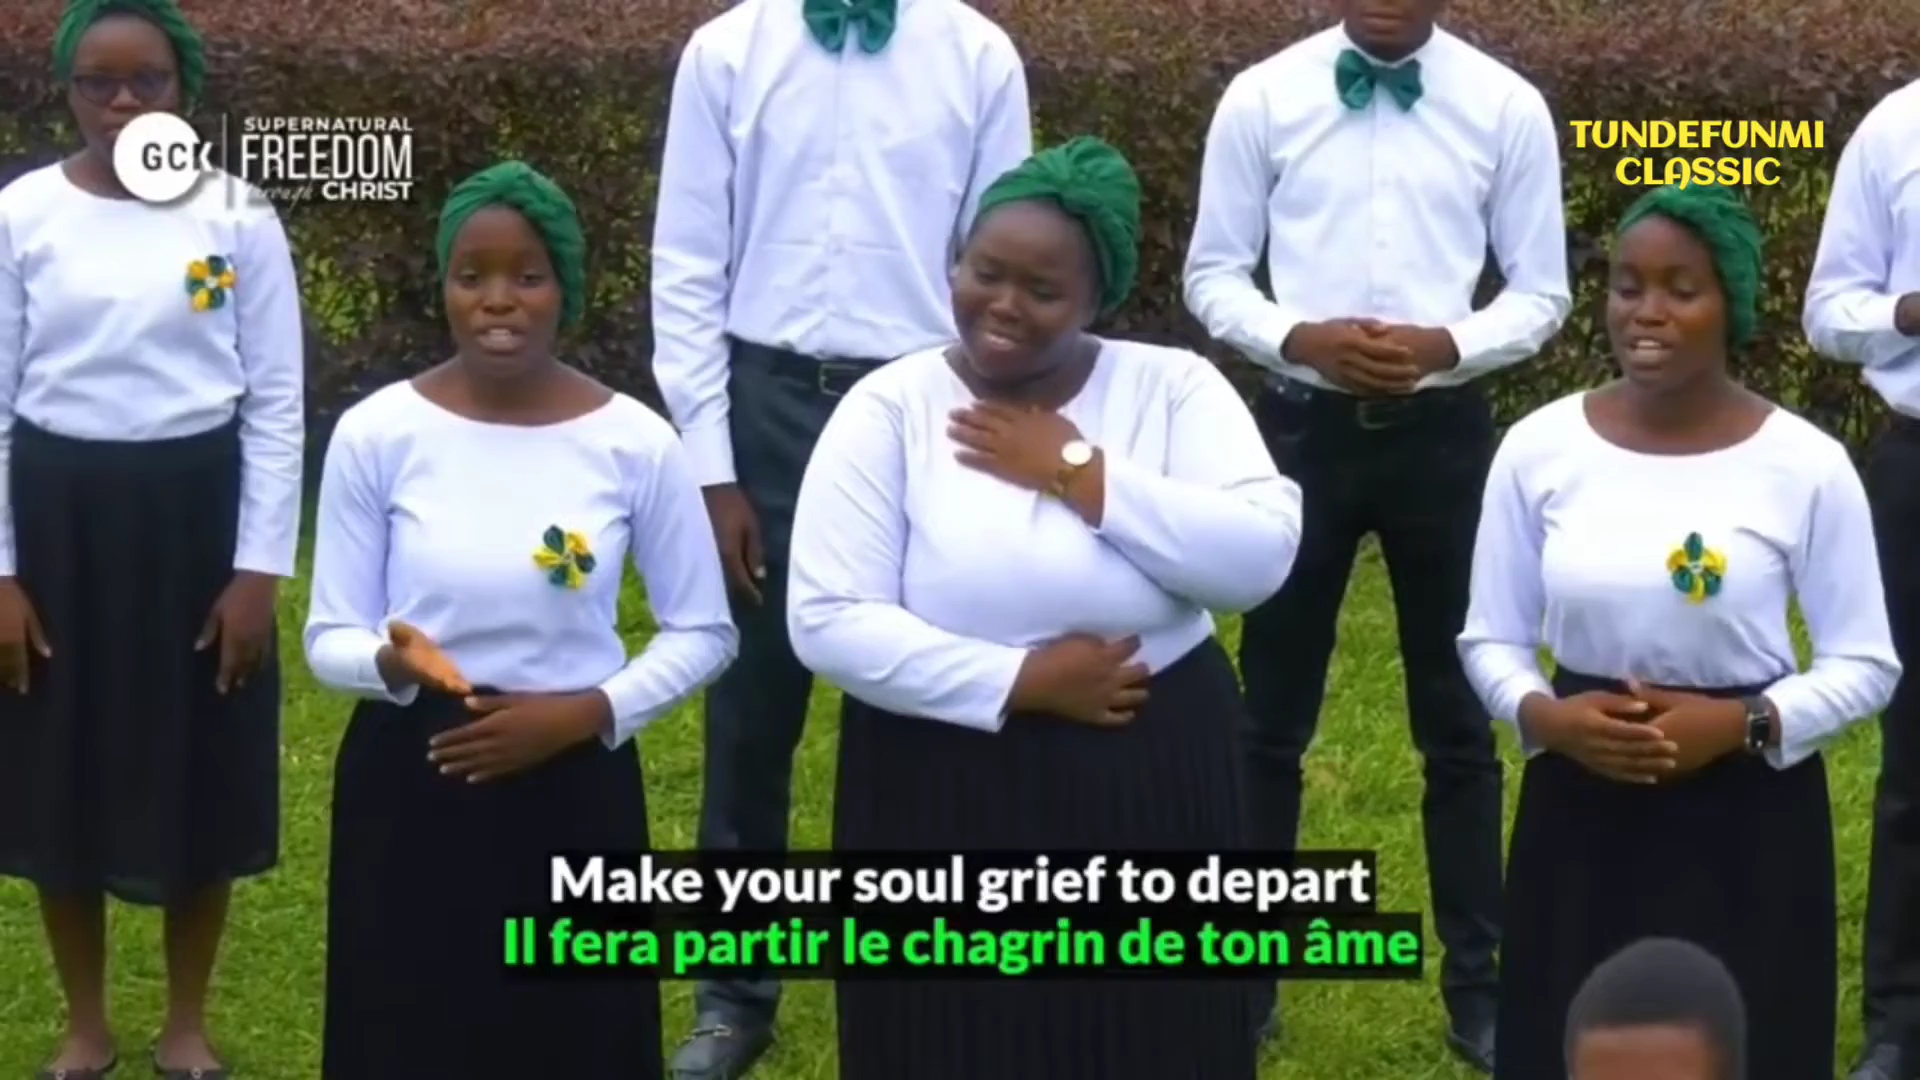 GCK
SUPERNATURAL
FREEDOM
through CHRIST
TUNDEFUNMI
CLASSIC
Make your soul grief to depart
Il fera partir le chagrin de ton âme